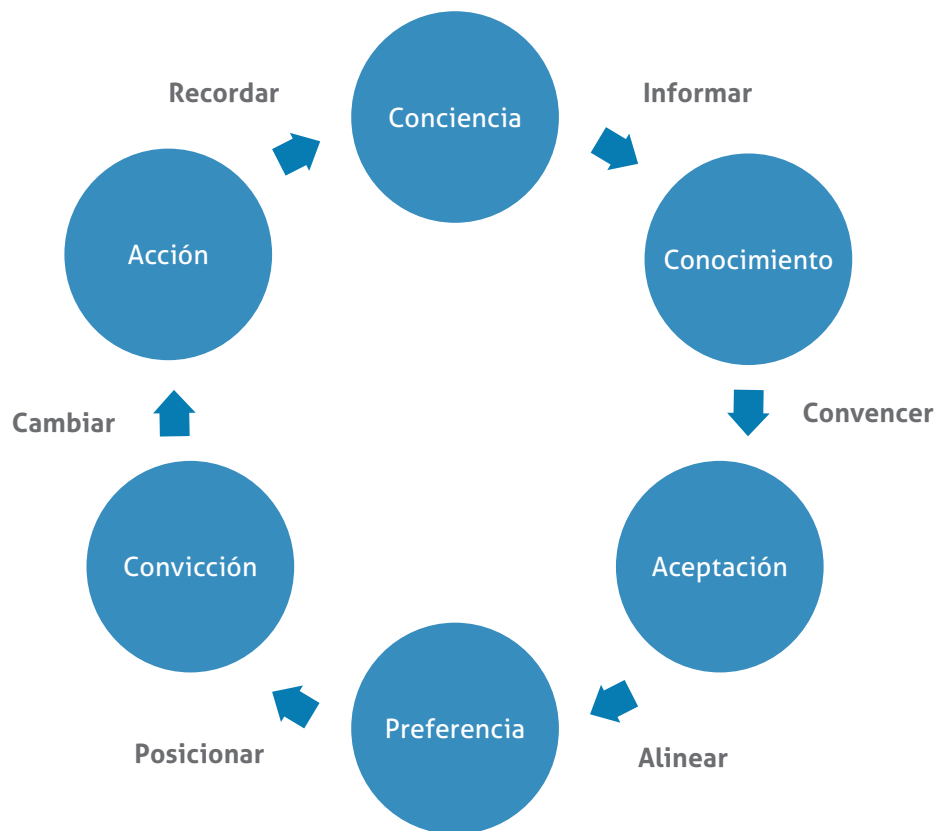 Conciencia
Informar
Conocimiento
Convencer
Aceptación
Alinear
Preferencia
Posicionar
Convicción
Cambiar
Acción
Recordar